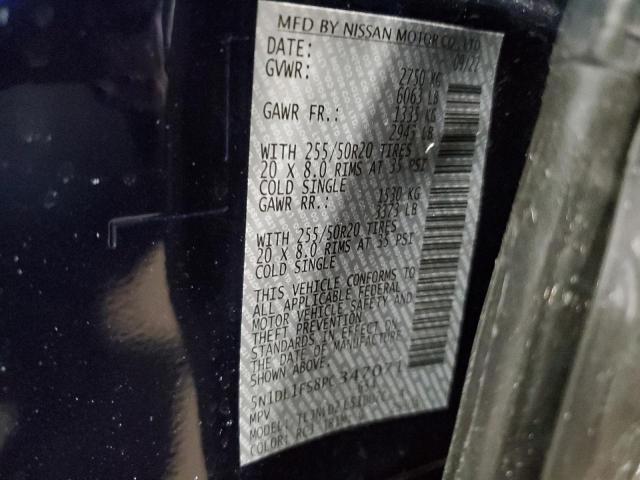 MFD BY NISSAN MOTOR CO., LTD.
DATE: 09/22
GVWR: 2750 KG
6063 LB
GAWR FR.: 1335 KG
2943 LB
WITH 255/50R20 TIRES
20 X 8.0 RIMS AT 35 PSI
COLD SINGLE
GAWR RR.: 1530 KG
3373 LB
WITH 255/50R20 TIRES
20 X 8.0 RIMS AT 35 PSI
COLD SINGLE
THIS VEHICLE CONFORMS TO
ALL APPLICABLE FEDERAL
MOTOR VEHICLE SAFETY AND
THEFT PREVENTION
STANDARDS IN EFFECT ON
THE DATE OF MANUFACTURE
SHOWN ABOVE.
5N1DL1FS8PC347071
MPV
MODEL:
COLOR: